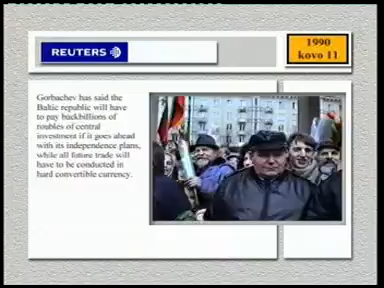 REUTERS
1990
kovo 11
Gorbachev has said the
Baltic republic will have
to pay backbillions of
roubles of central
investment if it goes ahead
with its independence plans,
while all future trade will
have to be conducted in
hard convertible currency.